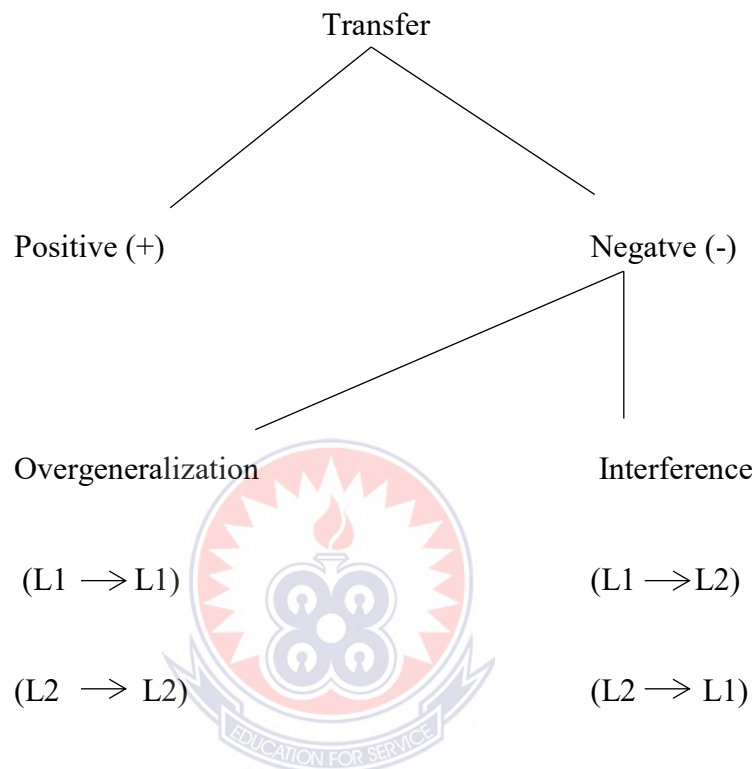 Transfer
Positive (+) Negatve (-)
Overgeneralization Interference
(L1 → L1) (L1 → L2)
(L2 → L2) (L2 → L1)
EDUCATION FOR SERVICE